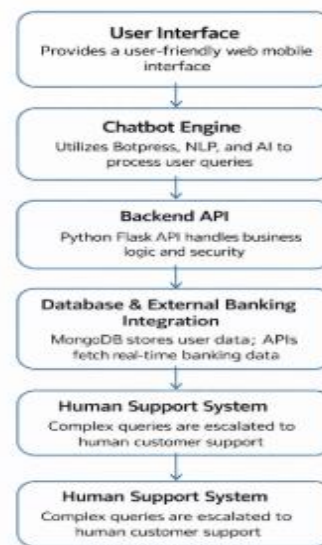 User Interface
Provides a user-friendly web mobile
interface
Chatbot Engine
Utilizes Botpress, NLP, and AI to
process user queries
Backend API
Python Flask API handles business
logic and security
Database & External Banking
Integration
MongoDB stores user data; APIs
fetch real-time banking data
Human Support System
Complex queries are escalated to
human customer support
Human Support System
Complex queries are escalated to
human customer support